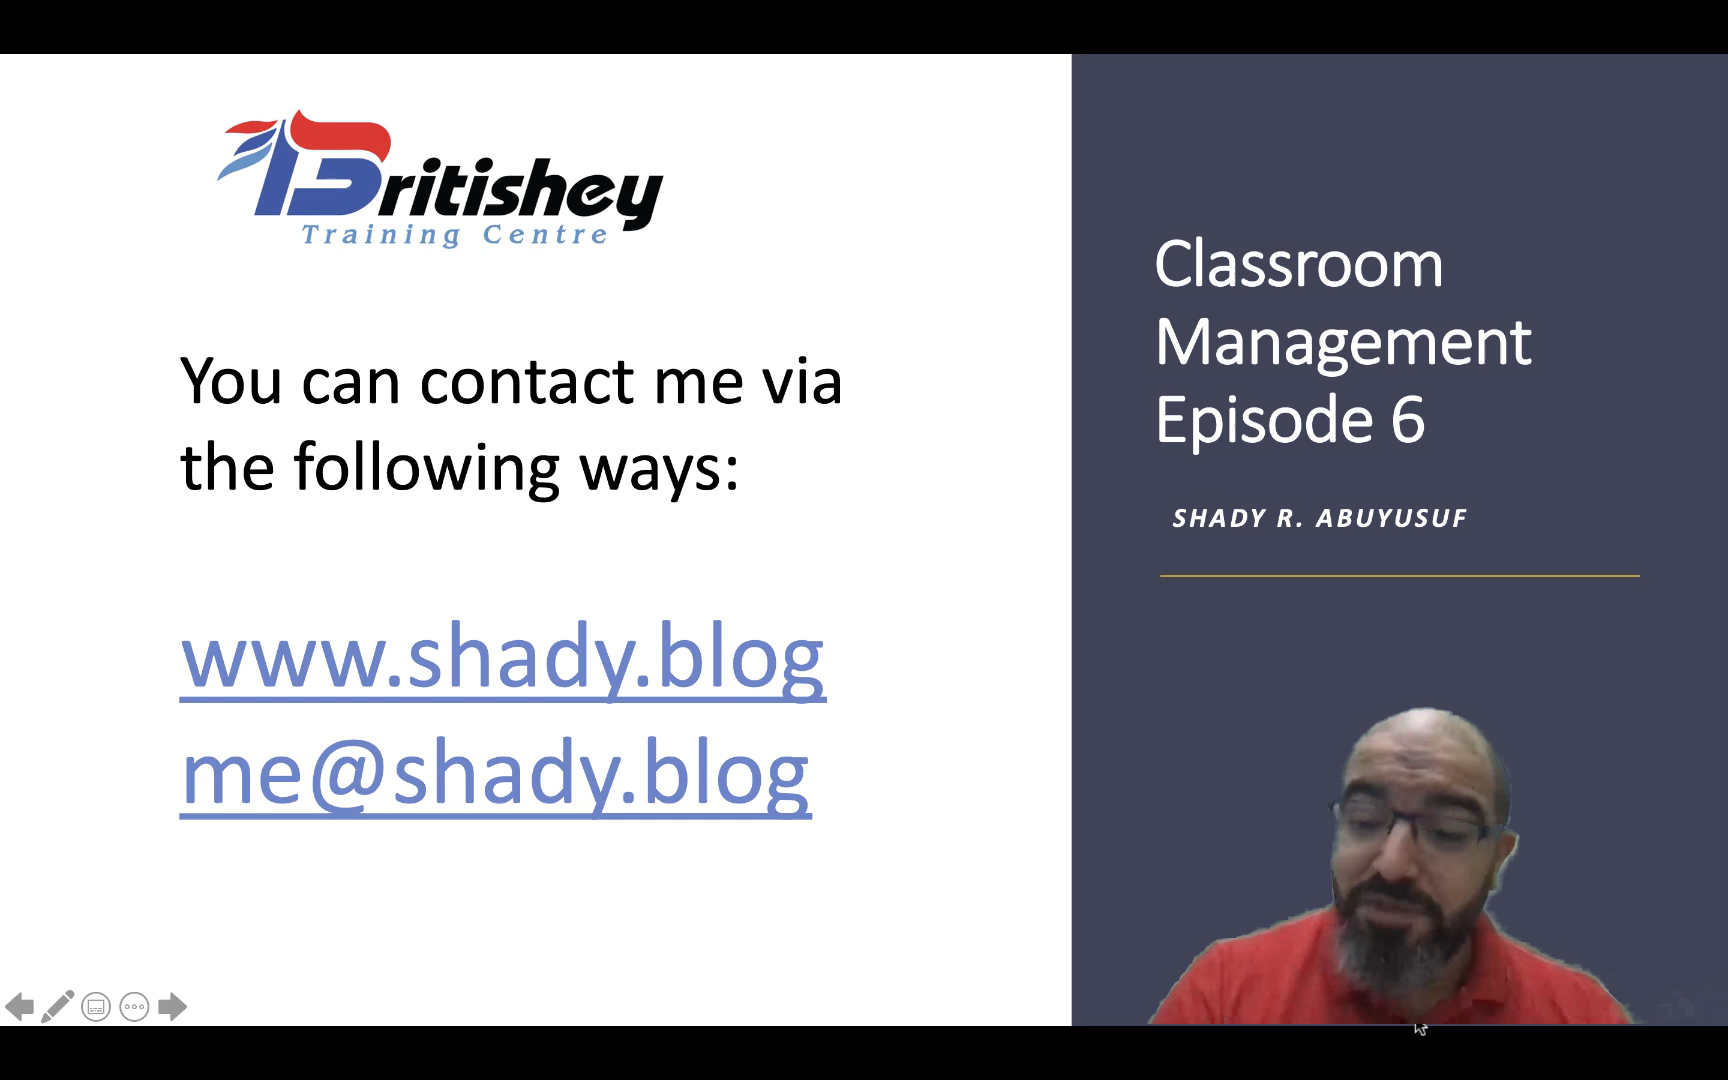 Britishey
Training Centre
You can contact me via
the following ways:
www.shady.blog
me@shady.blog
Classroom
Management
Episode 6
SHADY R. ABUYUSUF